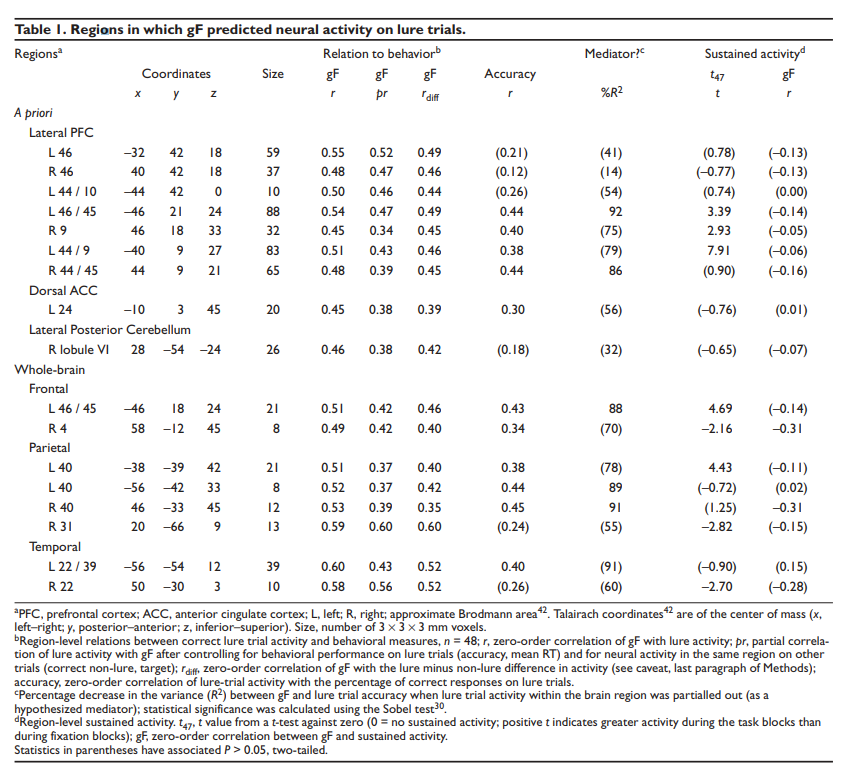 Table 1. Regions in which gF predicted neural activity on lure trials.
Regionsa Relation to behaviorb Mediator?c Sustained activityd
Coordinates Size gF gF gF Accuracy t47 gF
x y z r pr rdiff r %R2 t r
A priori
Lateral PFC
L 46 –32 42 18 59 0.55 0.52 0.49 (0.21) (41) (0.78) (–0.13)
R 46 40 42 18 37 0.48 0.47 0.46 (0.12) (14) (–0.77) (–0.13)
L 44 / 10 –44 42 0 10 0.50 0.46 0.44 (0.26) (54) (0.74) (0.00)
L 46 / 45 –46 21 24 88 0.54 0.47 0.49 0.44 92 3.39 (–0.14)
R 9 46 18 33 32 0.45 0.34 0.45 0.40 (75) 2.93 (–0.05)
L 44 / 9 –40 9 27 83 0.51 0.43 0.46 0.38 (79) 7.91 (–0.06)
R 44 / 45 44 9 21 65 0.48 0.39 0.45 0.44 86 (0.90) (–0.16)
Dorsal ACC
L 24 –10 3 45 20 0.45 0.38 0.39 0.30 (56) (–0.76) (0.01)
Lateral Posterior Cerebellum
R lobule VI 28 –54 –24 26 0.46 0.38 0.42 (0.18) (32) (–0.65) (–0.07)
Whole-brain
Frontal
L 46 / 45 –46 18 24 21 0.51 0.42 0.46 0.43 88 4.69 (–0.14)
R 4 58 –12 45 8 0.49 0.42 0.40 0.34 (70) –2.16 –0.31
Parietal
L 40 –38 –39 42 21 0.51 0.37 0.40 0.38 (78) 4.43 (–0.11)
L 40 –56 –42 33 8 0.52 0.37 0.42 0.44 89 (–0.72) (0.02)
R 40 46 –33 45 12 0.53 0.39 0.35 0.45 91 (1.25) –0.31
R 31 20 –66 9 13 0.59 0.60 0.60 (0.24) (55) –2.82 (–0.15)
Temporal
L 22 / 39 –56 –54 12 39 0.60 0.43 0.52 0.40 (91) (–0.90) (0.15)
R 22 50 –30 3 10 0.58 0.56 0.52 (0.26) (60) –2.70 (–0.28)
aPFC, prefrontal cortex; ACC, anterior cingulate cortex; L, left; R, right; approximate Brodmann area42. Talairach coordinates42 are of the center of mass (x,
left–right; y, posterior–anterior; z, inferior–superior). Size, number of 3 × 3 × 3 mm voxels.
bRegion-level relations between correct lure trial activity and behavioral measures, n = 48; r, zero-order correlation of gF with lure activity; pr, partial correla-
tion of lure activity with gF after controlling for behavioral performance on lure trials (accuracy, mean RT) and for neural activity in the same region on other
trials (correct non-lure, target); rdiff, zero-order correlation of gF with the lure minus non-lure difference in activity (see caveat, last paragraph of Methods);
accuracy, zero-order correlation of lure-trial activity with the percentage of correct responses on lure trials.
cPercentage decrease in the variance (R2) between gF and lure trial accuracy when lure trial activity within the brain region was partialled out (as a
hypothesized mediator); statistical significance was calculated using the Sobel test30.
dRegion-level sustained activity. t47, t value from a t-test against zero (0 = no sustained activity; positive t indicates greater activity during the task blocks than
during fixation blocks); gF, zero-order correlation between gF and sustained activity.
Statistics in parentheses have associated P > 0.05, two-tailed.